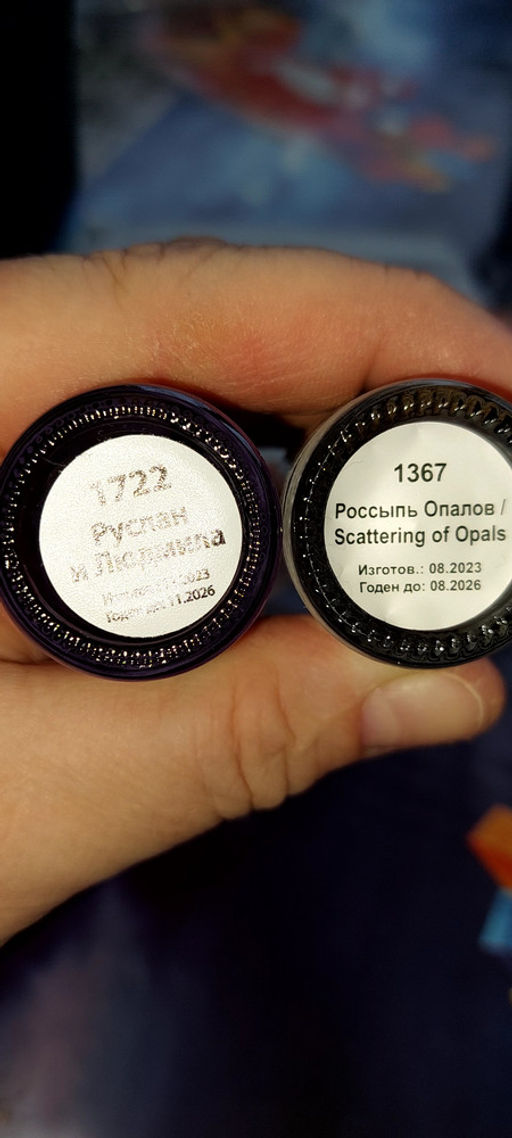 1722
Руслан
и Людмила
Годен до: 11.2026
1367
Россыпь Опалов /
Scattering of Opals
Изготов.: 08.2023
Годен до: 08.2026